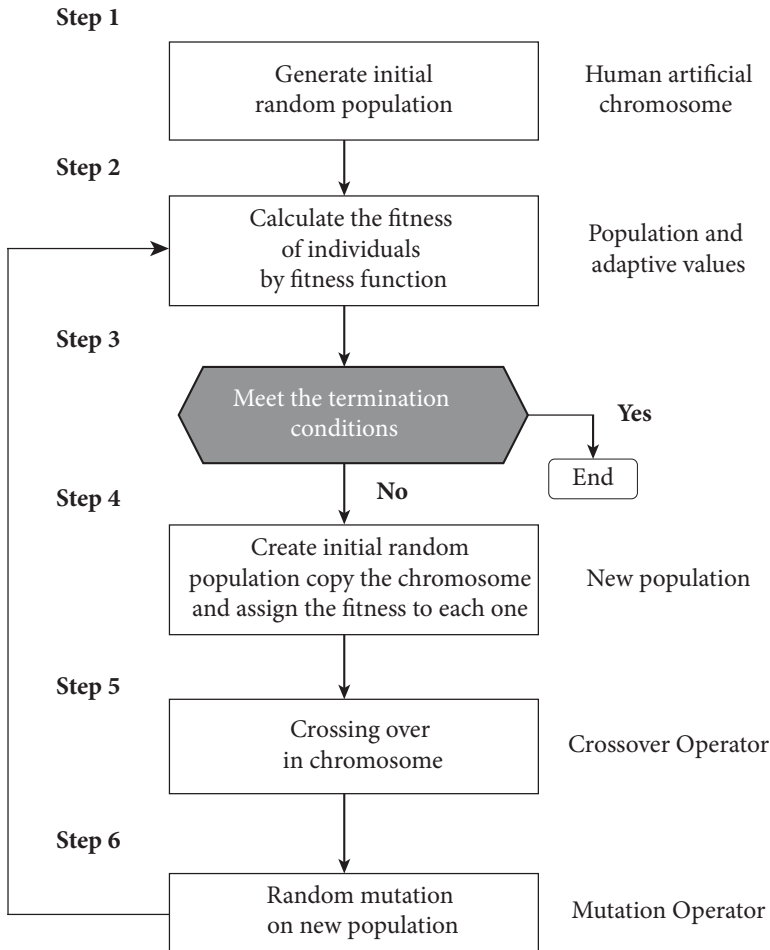 Step 1
Generate initial
random population
Human artificial
chromosome
Step 2
Calculate the fitness
of individuals
by fitness function
Population and
adaptive values
Step 3
Meet the termination
conditions
Yes
End
No
Step 4
Create initial random
population copy the chromosome
and assign the fitness to each one
New population
Step 5
Crossing over
in chromosome
Crossover Operator
Step 6
Random mutation
on new population
Mutation Operator